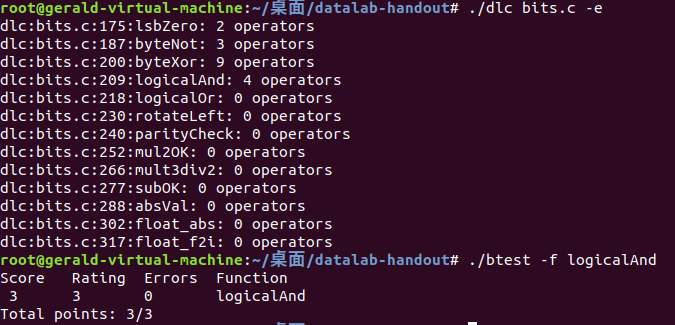 root@gerald-virtual-machine:~/桌面/datalab-handout# ./dlc bits.c -e
dlc:bits.c:175:lsbZero: 2 operators
dlc:bits.c:187:byteNot: 3 operators
dlc:bits.c:200:byteXor: 9 operators
dlc:bits.c:209:logicalAnd: 4 operators
dlc:bits.c:218:logicalOr: 0 operators
dlc:bits.c:230:rotateLeft: 0 operators
dlc:bits.c:240:parityCheck: 0 operators
dlc:bits.c:252:mul2OK: 0 operators
dlc:bits.c:266:mult3div2: 0 operators
dlc:bits.c:277:subOK: 0 operators
dlc:bits.c:288:absVal: 0 operators
dlc:bits.c:302:float_abs: 0 operators
dlc:bits.c:317:float_f2i: 0 operators
root@gerald-virtual-machine:~/桌面/datalab-handout# ./btest -f logicalAnd
Score Rating Errors Function
3 3 0 logicalAnd
Total points: 3/3